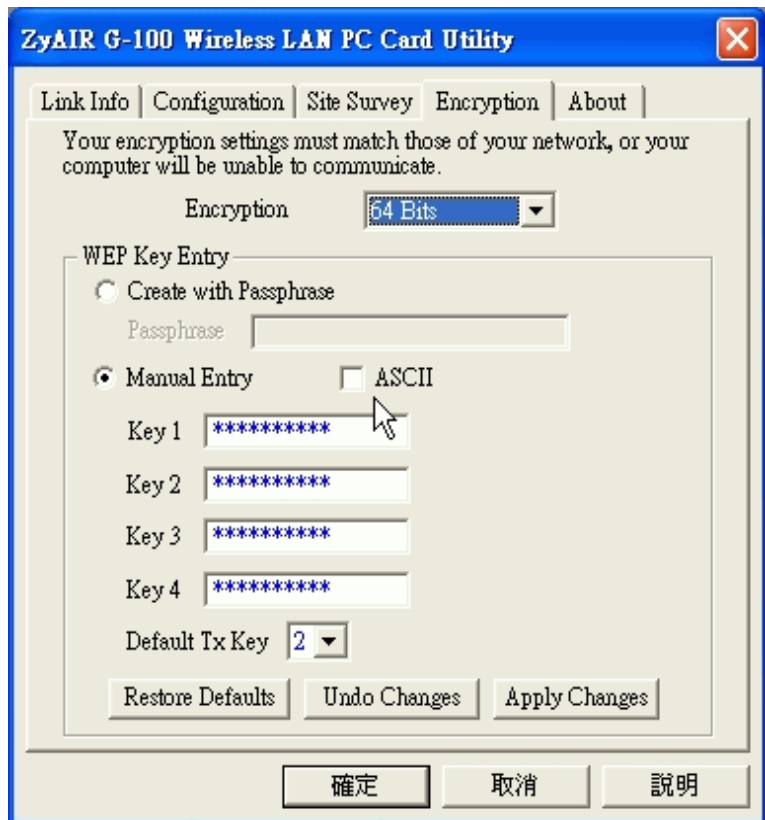 ZyAIR G-100 Wireless LAN PC Card Utility
Link Info Configuration Site Survey Encryption About
Your encryption settings must match those of your network, or your
computer will be unable to communicate.
Encryption 64 Bits
WEP Key Entry
Create with Passphrase
Passphrase
Manual Entry ASCII
Key 1 **********
Key 2 **********
Key 3 **********
Key 4 **********
Default Tx Key 2
Restore Defaults Undo Changes Apply Changes
確定 取消 說明